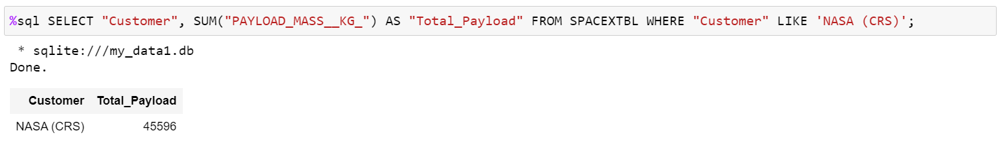 %sql SELECT "Customer", SUM("PAYLOAD_MASS__KG_") AS "Total_Payload" FROM SPACEXTBL WHERE "Customer" LIKE 'NASA (CRS)';
* sqlite:///my_data1.db
Done.
Customer Total_Payload
NASA (CRS) 45596